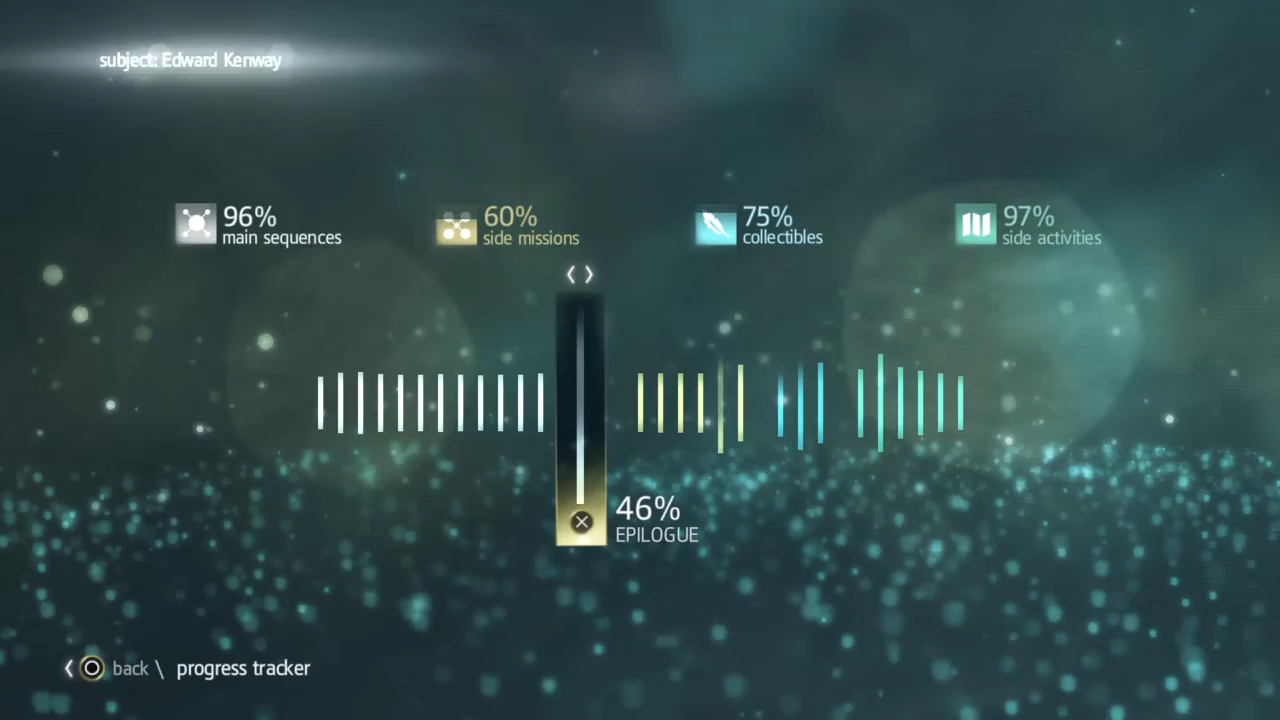 subject: Edward Kenway
96%
main sequences
60%
side missions
75%
collectibles
97%
side activities
46%
EPILOGUE
back \ progress tracker